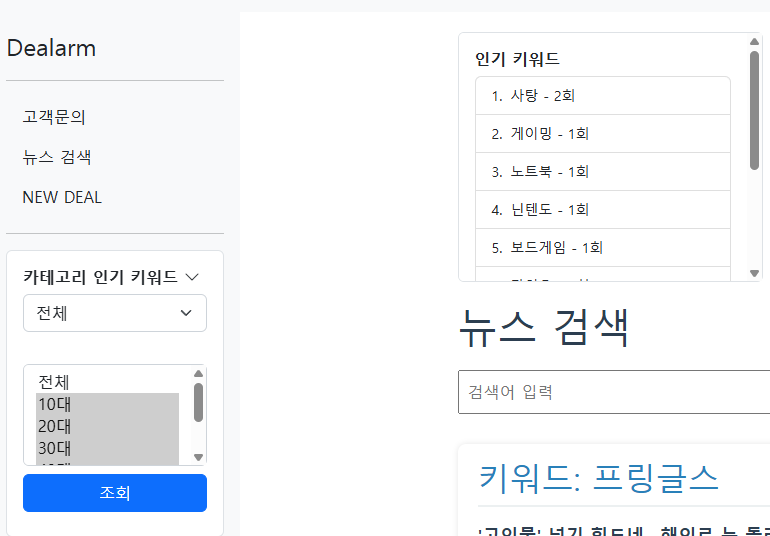 Dealarm
고객문의
뉴스 검색
NEW DEAL
카테고리 인기 키워드
전체
전체
10대
20대
30대
조회
인기 키워드
1. 사탕 - 2회
2. 게이밍 - 1회
3. 노트북 - 1회
4. 닌텐도 - 1회
5. 보드게임 - 1회
뉴스 검색
검색어 입력
키워드: 프링글스